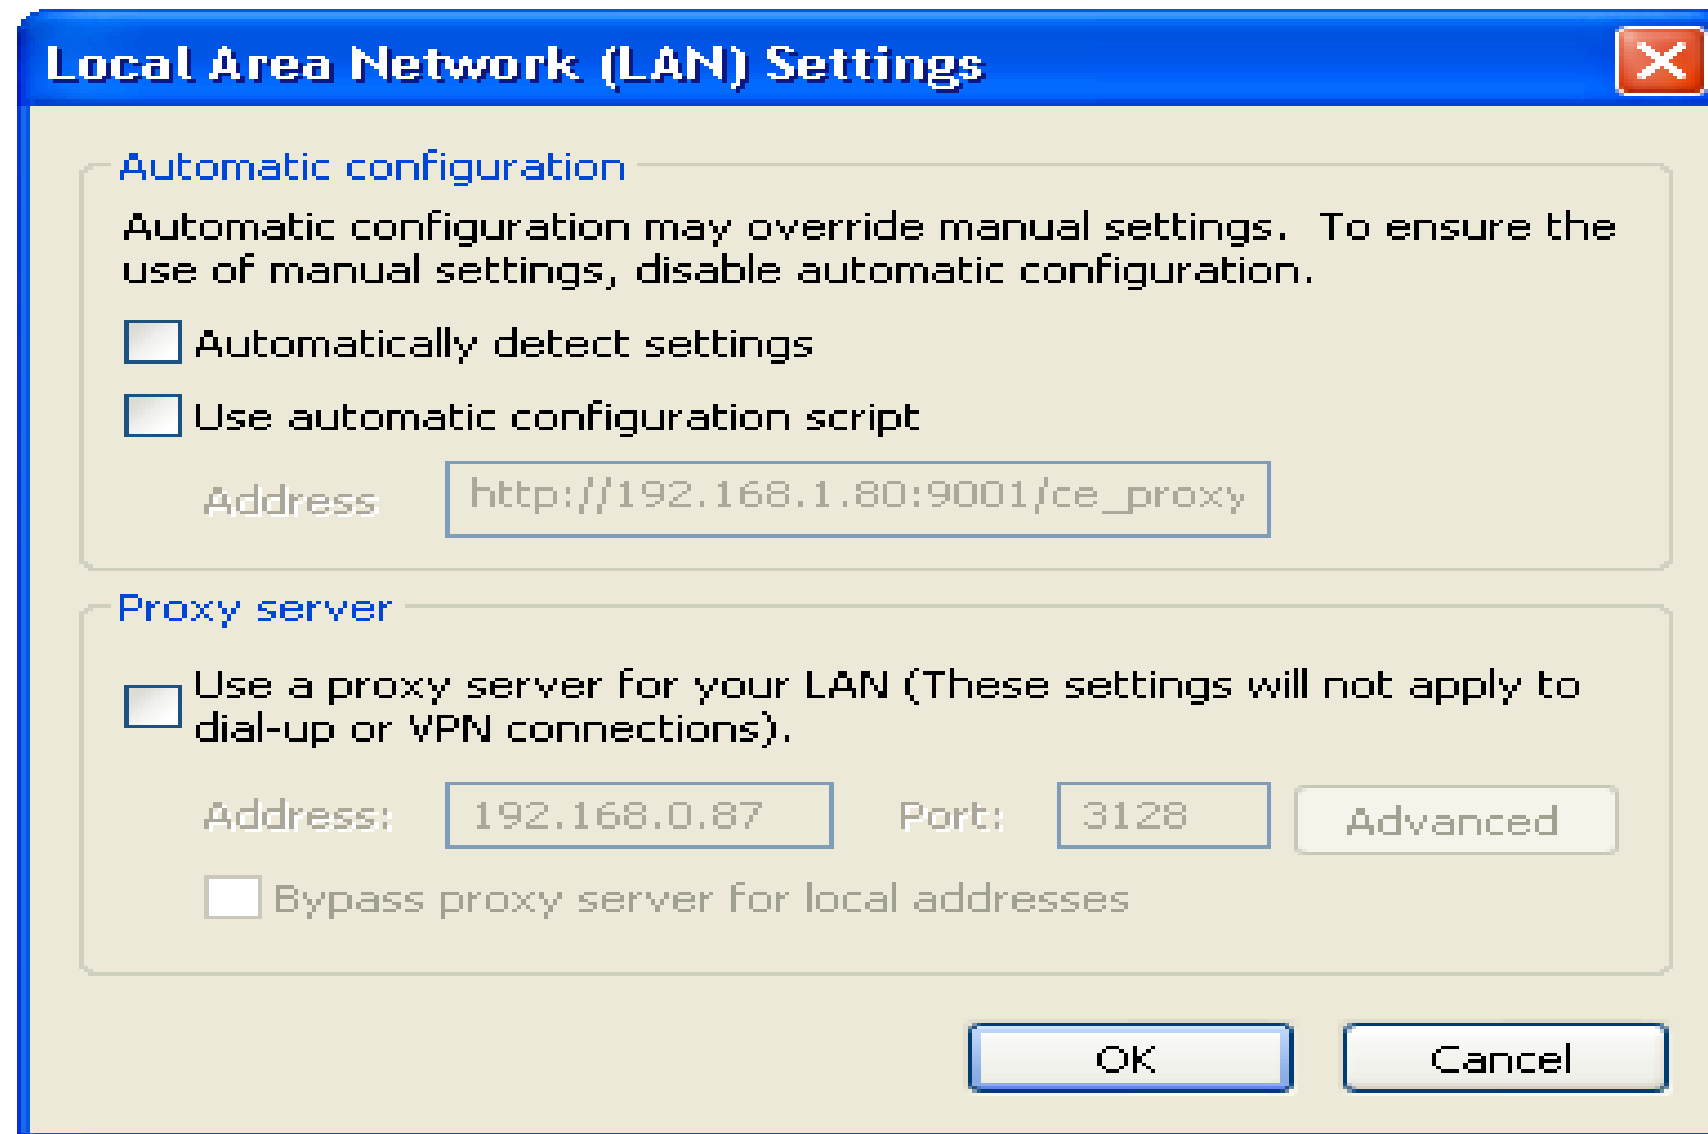 Local Area Network (LAN) Settings
Automatic configuration
Automatic configuration may override manual settings.  To ensure the
use of manual settings, disable automatic configuration.
Automatically detect settings
Use automatic configuration script
Address
http://192.168.1.80:9001/ce_proxy
Proxy server
Use a proxy server for your LAN (These settings will not apply to
dial-up or VPN connections).
Address: 192.168.0.87 Port: 3128 Advanced
Bypass proxy server for local addresses
OK Cancel